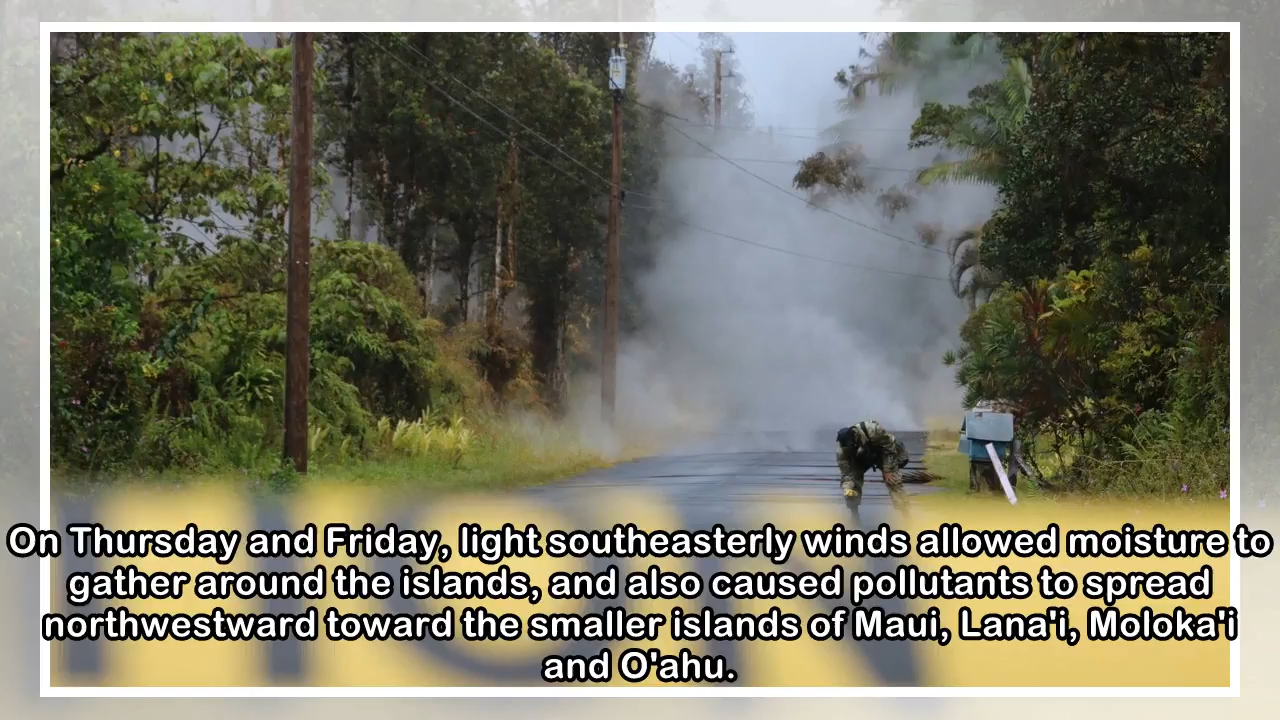 On Thursday and Friday, light southeasterly winds allowed moisture to
gather around the islands, and also caused pollutants to spread
northwestward toward the smaller islands of Maui, Lana'i, Moloka'i
and O'ahu.